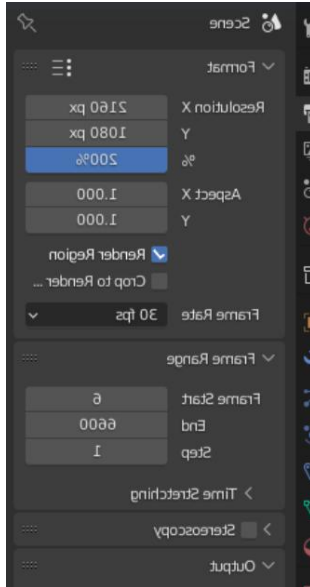 Scene
Format
Resolution X 2160 px
Y 1080 px
% 200%
Aspect X 1.000
Y 1.000
Render Region
Crop to Render ...
Frame Rate 30 fps
Frame Range
Frame Start 6
End 6600
Step 1
Time Stretching
Stereoscopy
Output